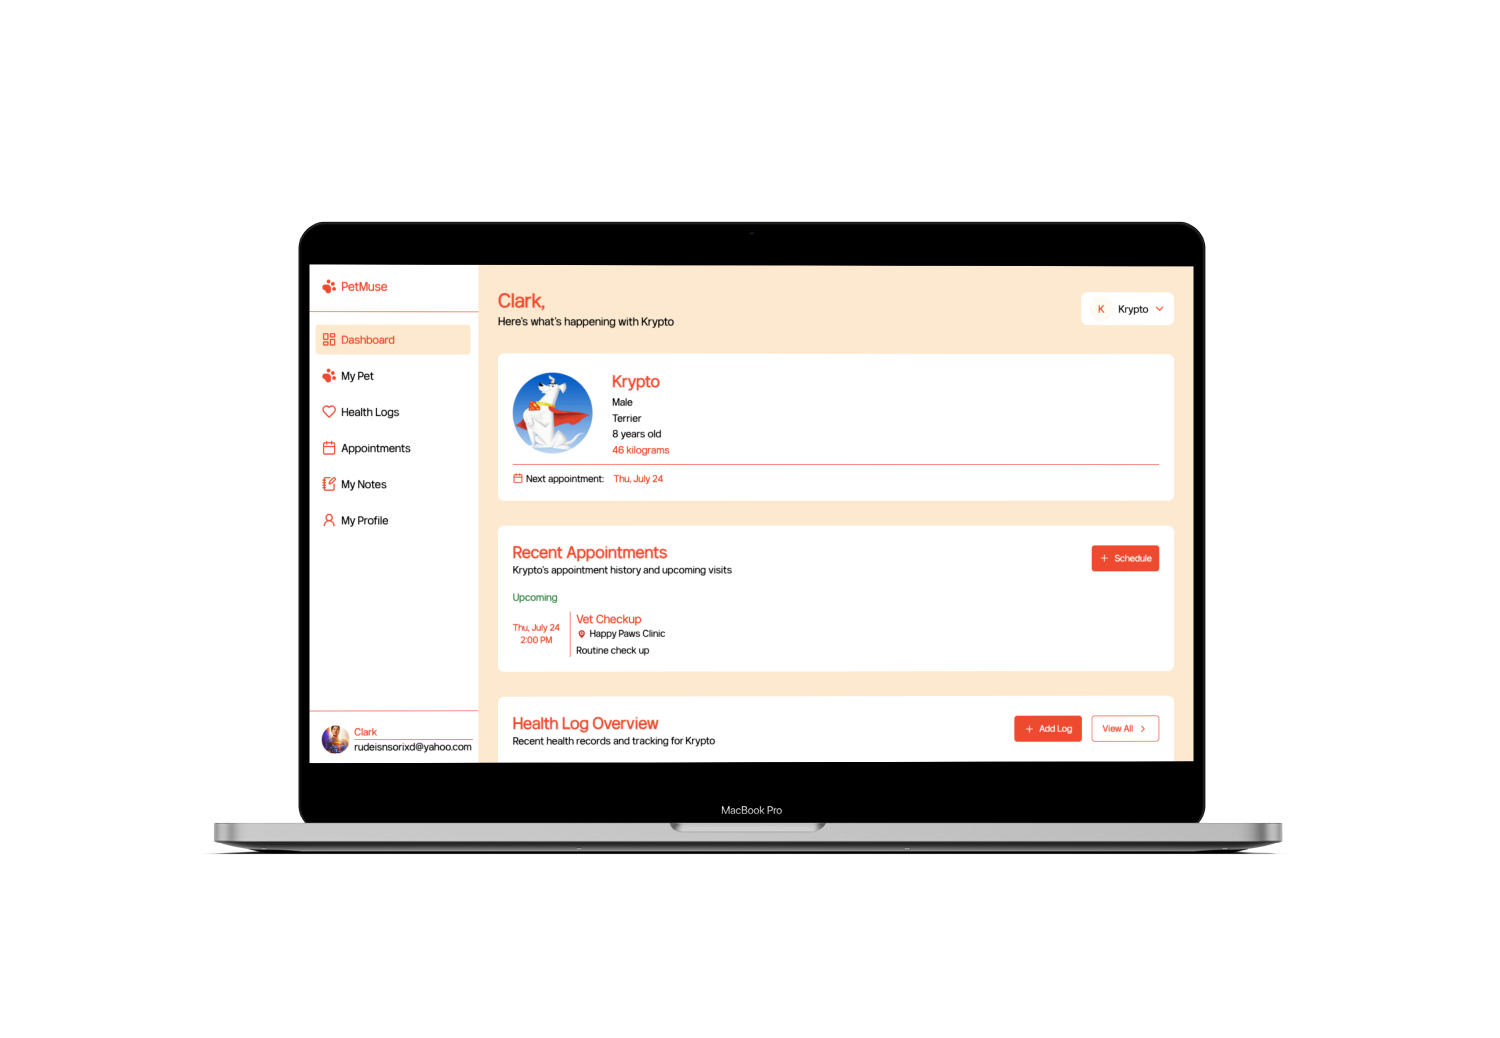 PetMuse
Dashboard
My Pet
Health Logs
Appointments
My Notes
My Profile
Clark
rudeisnsorixd@yahoo.com
Clark,
Here's what's happening with Krypto
K Krypto
Krypto
Male
Terrier
8 years old
46 kilograms
Next appointment: Thu, July 24
Recent Appointments
Krypto's appointment history and upcoming visits
+ Schedule
Upcoming
Thu, July 24
2:00 PM
Vet Checkup
Happy Paws Clinic
Routine check up
Health Log Overview
Recent health records and tracking for Krypto
+ Add Log
View All >
MacBook Pro